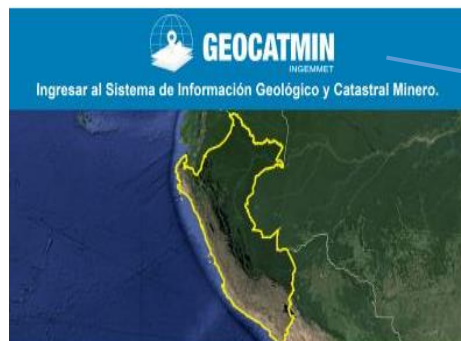 GEOCATMIN
INGEMMET
Ingresar al Sistema de Información Geológico y Catastral Minero.